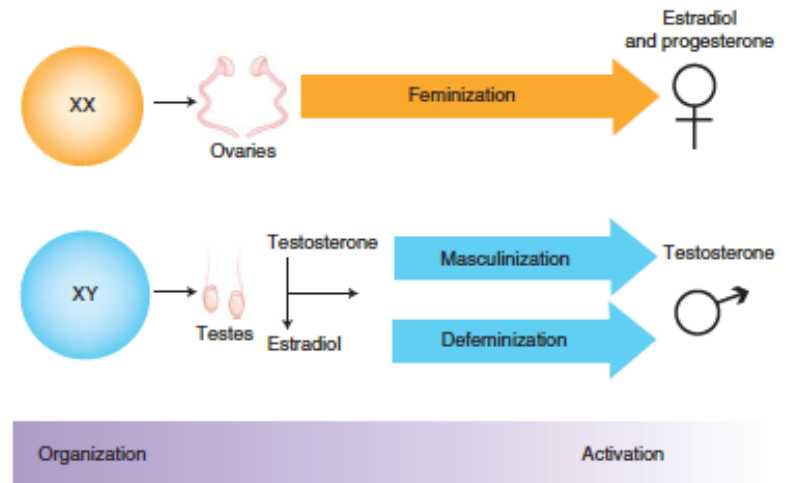 Estradiol
and progesterone
XX
Feminization
Ovaries
Testosterone
Masculinization
Testosterone
XY
Testes
Estradiol
Defeminization
Organization
Activation